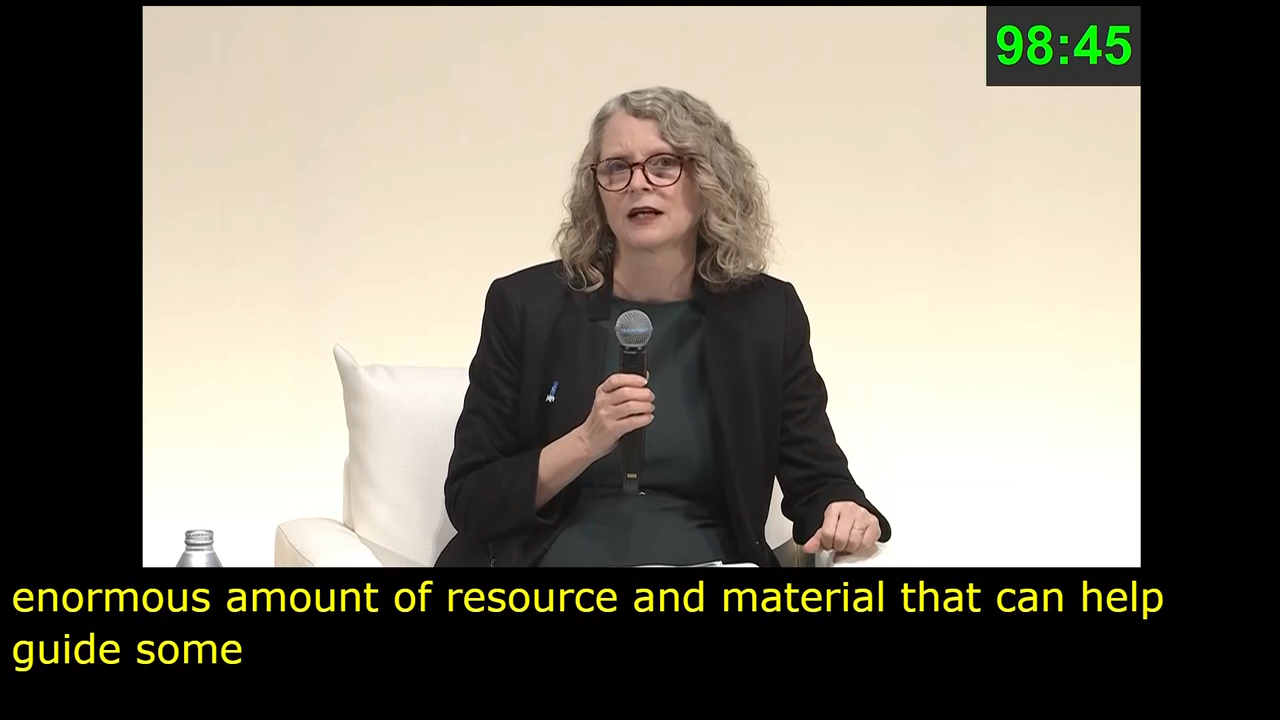 98:45
enormous amount of resource and material that can help
guide some